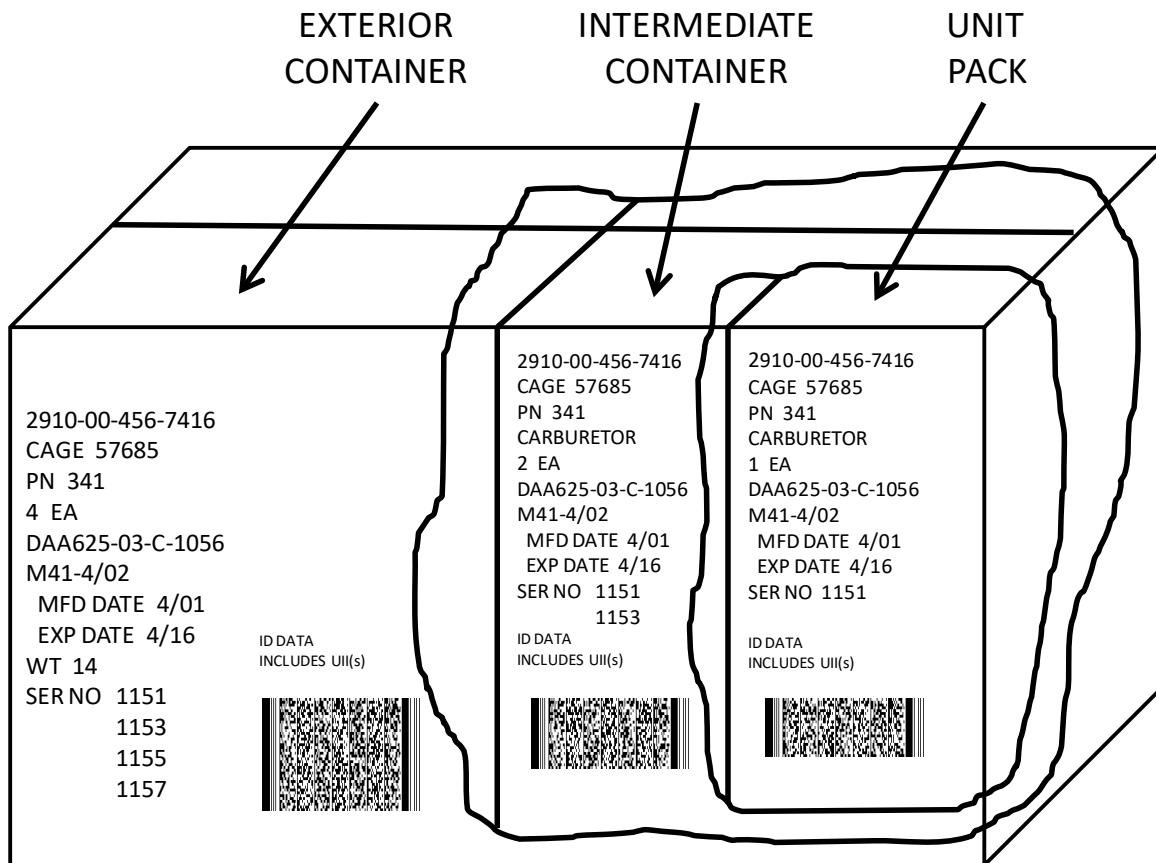 EXTERIOR
CONTAINER
INTERMEDIATE
CONTAINER
UNIT
PACK
2910-00-456-7416
CAGE 57685
PN 341
4 EA
DAA625-03-C-1056
M41-4/02
MFD DATE 4/01
EXP DATE 4/16
WT 14
SER NO 1151
1153
1155
1157
ID DATA
INCLUDES UII(s)
2910-00-456-7416
CAGE 57685
PN 341
CARBURETOR
2 EA
DAA625-03-C-1056
M41-4/02
MFD DATE 4/01
EXP DATE 4/16
SER NO 1151
1153
ID DATA
INCLUDES UII(s)
2910-00-456-7416
CAGE 57685
PN 341
CARBURETOR
1 EA
DAA625-03-C-1056
M41-4/02
MFD DATE 4/01
EXP DATE 4/16
SER NO 1151
ID DATA
INCLUDES UII(s)